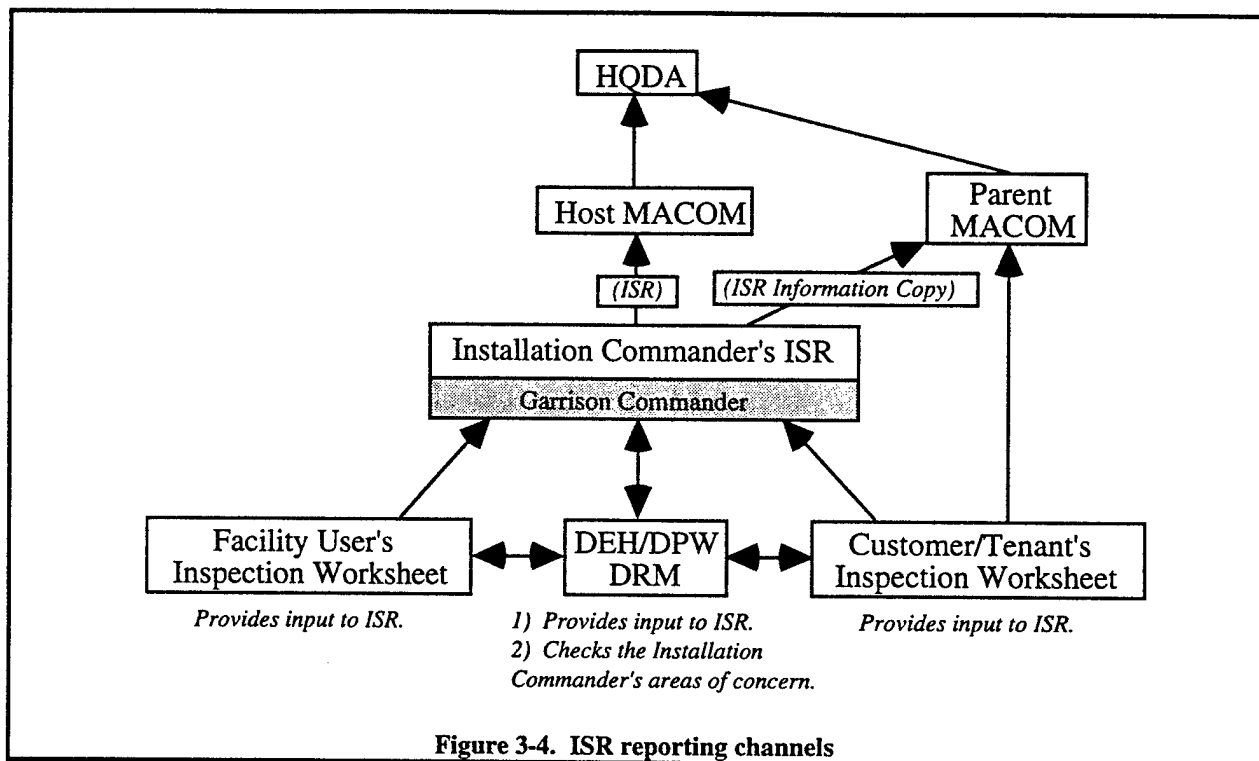 HQDA
Host MACOM
Parent
MACOM
(ISR)
(ISR Information Copy)
Installation Commander's ISR
Garrison Commander
Facility User's
Inspection Worksheet
DEH/DPW
DRM
Customer/Tenant's
Inspection Worksheet
Provides input to ISR.
1) Provides input to ISR.
2) Checks the Installation
Commander's areas of concern.
Provides input to ISR.
Figure 3-4. ISR reporting channels